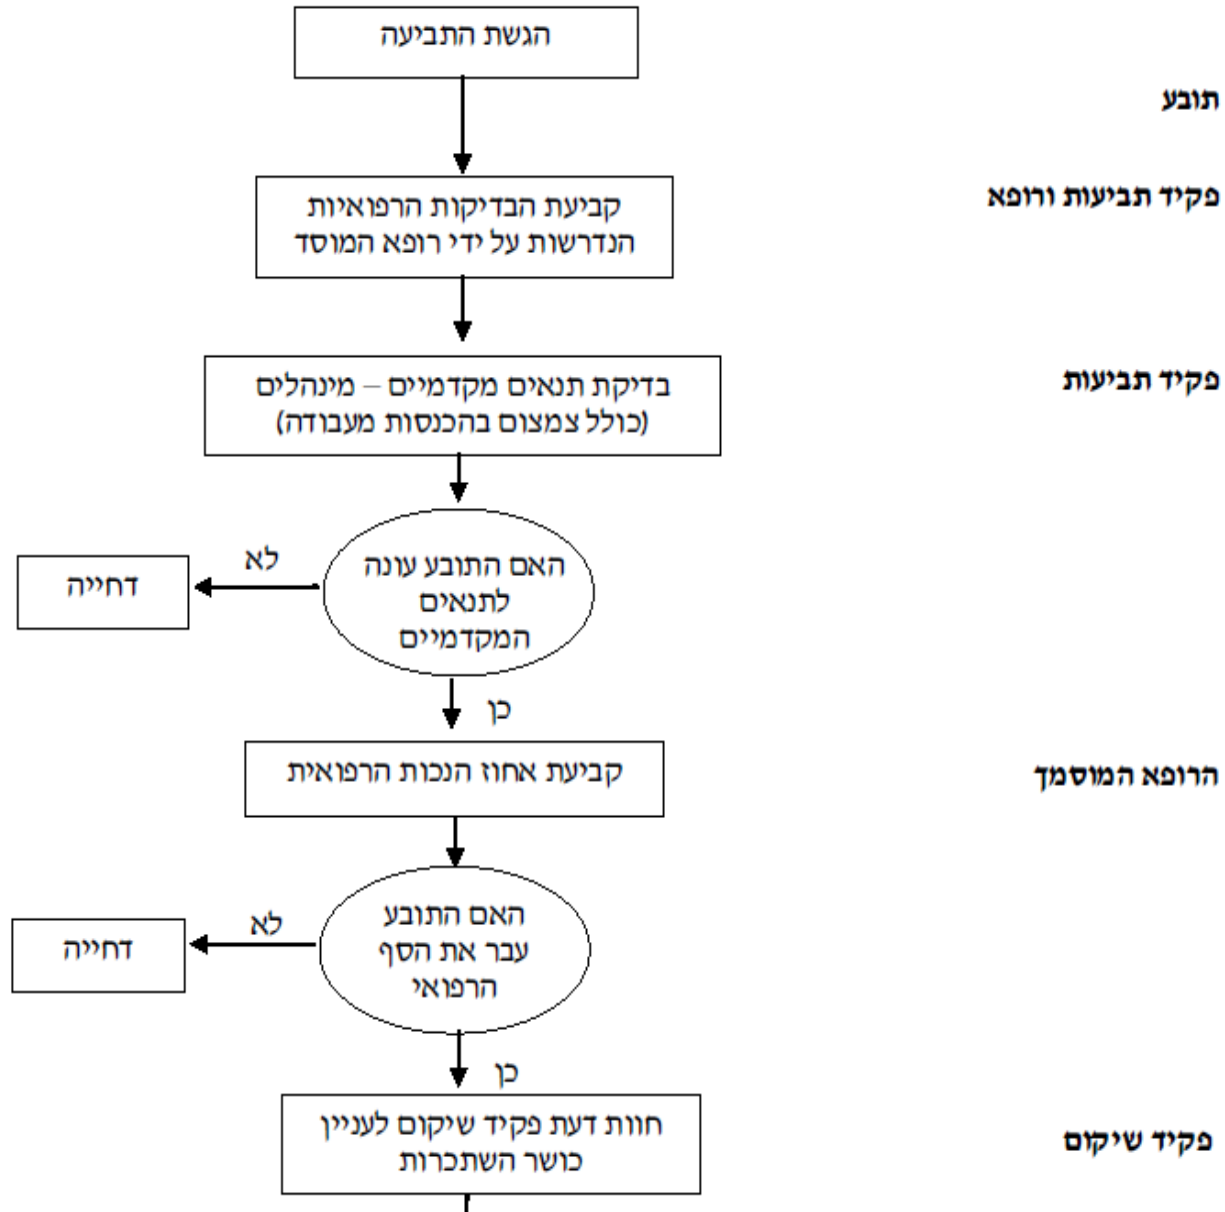 הגשת התביעה
תובע
פקיד תביעות ורופא
קביעת הבדיקות הרפואיות
הנדרשות על ידי רופא המוסד
פקיד תביעות
בדיקת תנאים מקדמיים – מינהלים
(כולל צמצום בהכנסות מעבודה)
האם התובע עונה
לתנאים
המקדמיים
לא
דחייה
כן
הרופא המוסמך
קביעת אחוז הנכות הרפואית
האם התובע
עבר את הסף
הרפואי
לא
דחייה
כן
פקיד שיקום
חוות דעת פקיד שיקום לעניין
כושר השתכרות